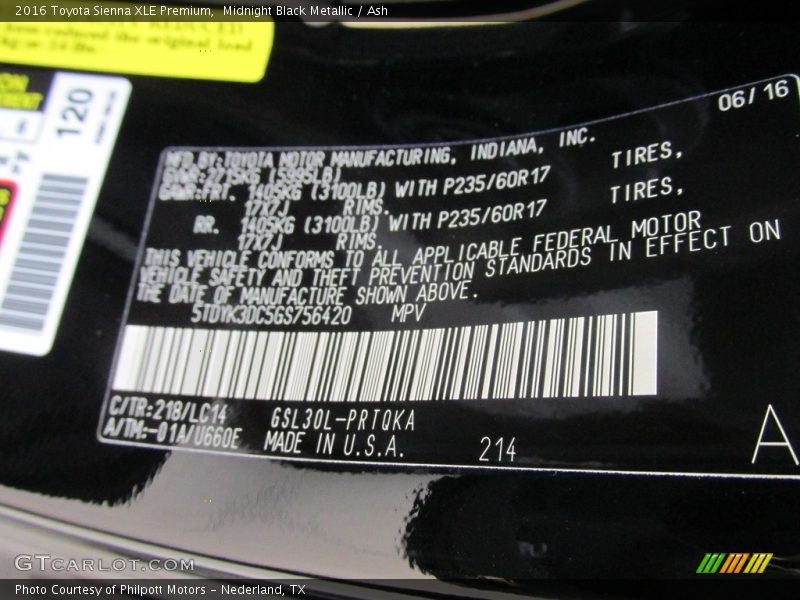 2016 Toyota Sienna XLE Premium,  Midnight Black Metallic / Ash
120
06/16
MFD.BY:TOYOTA MOTOR MANUFACTURING, INDIANA, INC.
GVWR:2715KG (5995LB)
GAWR:FRT. 1405KG (3100LB) WITH P235/60R17 TIRES,
17X7J RIMS.
RR. 1405KG (3100LB) WITH P235/60R17 TIRES,
17X7J RIMS.
THIS VEHICLE CONFORMS TO ALL APPLICABLE FEDERAL MOTOR
VEHICLE SAFETY AND THEFT PREVENTION STANDARDS IN EFFECT ON
THE DATE OF MANUFACTURE SHOWN ABOVE.
5TDYK3DC5GS756420 MPV
C/TR:218/LC14 GSL30L-PRTQKA
A/TM:-01A/U660E MADE IN U.S.A. 214
A
GTCARLOT.COM
Photo Courtesy of Philpott Motors - Nederland, TX